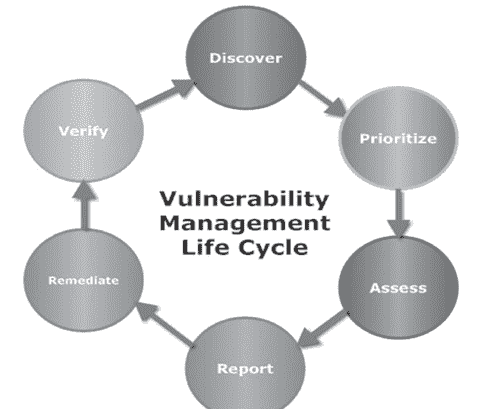 Discover
Prioritize
Assess
Report
Remediate
Verify
Vulnerability
Management
Life Cycle